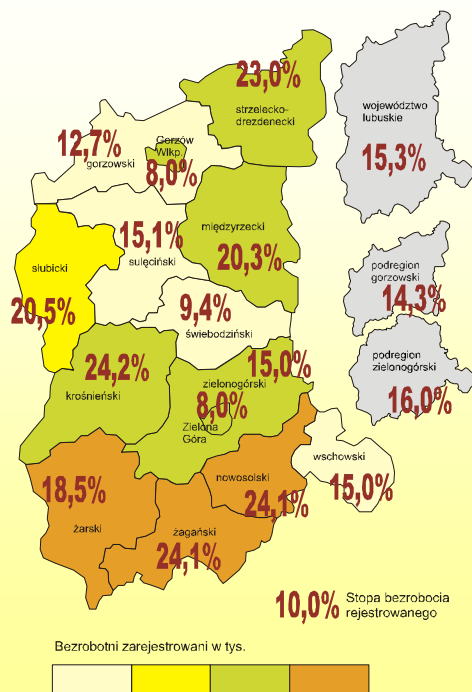 23,0%
strzelecko-
drezdenecki
województwo
lubuskie
15,3%
12,7%
gorzowski
Gorzów
Wlkp.
8,0%
15,1%
sulęciński
międzyrzecki
20,3%
słubicki
20,5%
podregion
gorzowski
14,3%
9,4%
świebodziński
podregion
zielonogórski
16,0%
24,2%
krośnieński
15,0%
zielonogórski
8,0%
Zielona
Góra
wschowski
15,0%
18,5%
żarski
nowosolski
24,1%
żagański
24,1%
10,0%
Stopa bezrobocia
rejestrowanego
Bezrobotni zarejestrowani w tys.